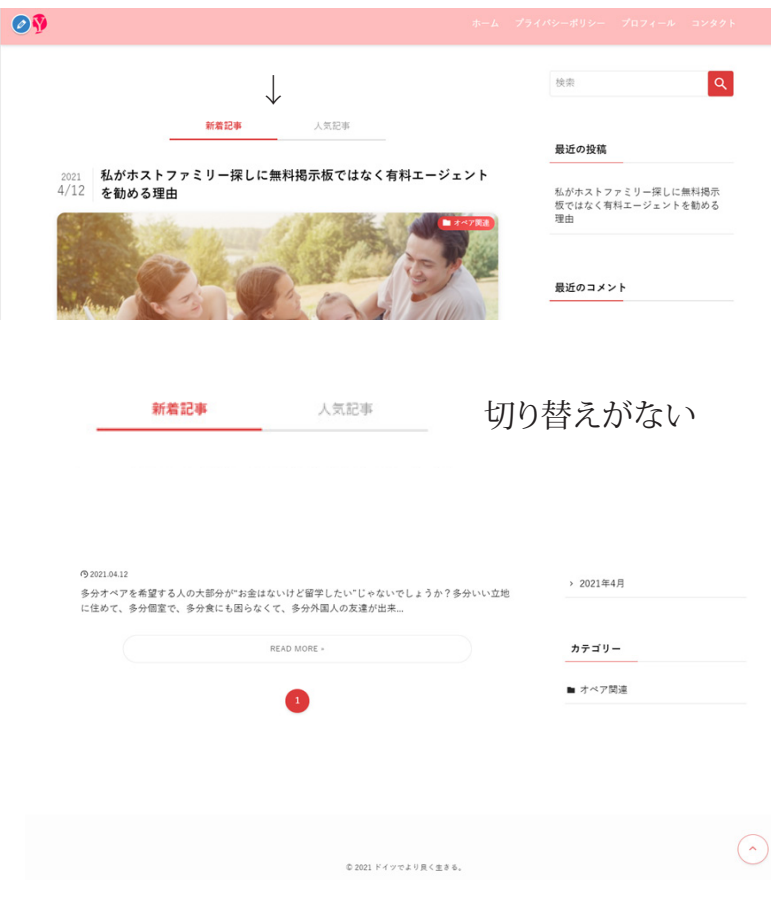 Y
ホーム プライバシーポリシー プロフィール コンタクト
検索
新着記事 人気記事
最近の投稿
2021
4/12
私がホストファミリー探しに無料掲示板ではなく有料エージェント
を勧める理由
オペア関連
私がホストファミリー探しに無料掲示
板ではなく有料エージェントを勧める
理由
最近のコメント
新着記事 人気記事
切り替えがない
2021.04.12
多分オペアを希望する人の大部分が“お金はないけど留学したい”じゃないでしょうか？多分いい立地
に住めて、多分個室で、多分食にも困らなくて、多分外国人の友達が出来...
2021年4月
READ MORE »
カテゴリー
オペア関連
1
© 2021 ドイツでより良く生きる。